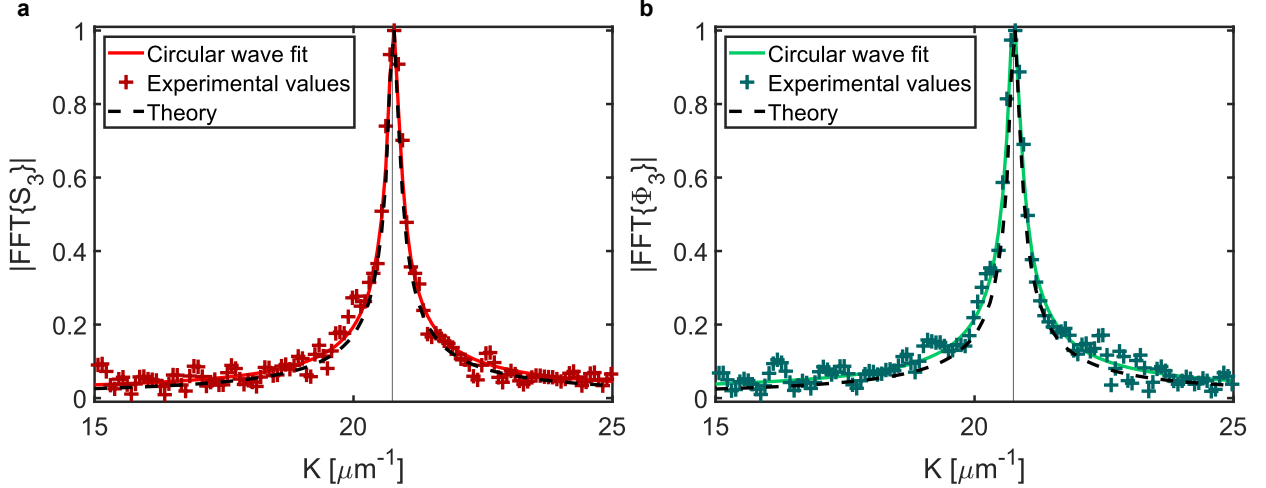 a
|FFT{S₃}|
1
0.8
0.6
0.4
0.2
0
Circular wave fit
Experimental values
Theory
15
20
25
K [μm⁻¹]
b
|FFT{Φ₃}|
1
0.8
0.6
0.4
0.2
0
Circular wave fit
Experimental values
Theory
15
20
25
K [μm⁻¹]